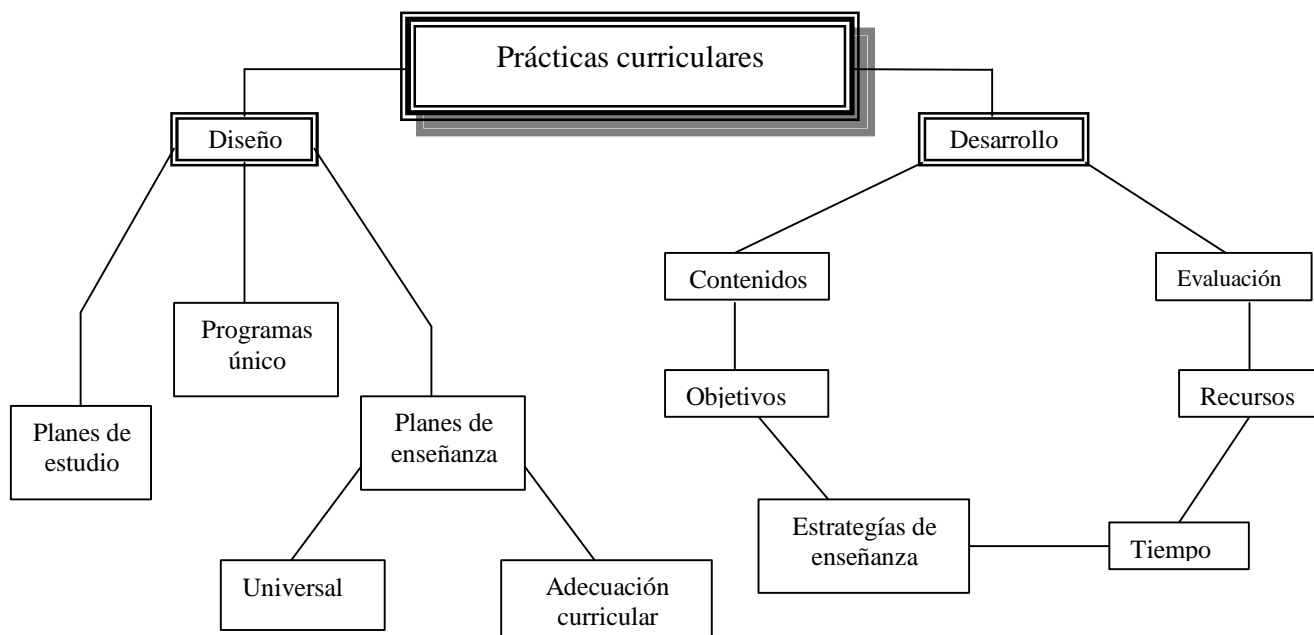 Prácticas curriculares
Diseño
Desarrollo
Contenidos
Evaluación
Programas
único
Objetivos
Recursos
Planes de
estudio
Planes de
enseñanza
Estrategías de
enseñanza
Tiempo
Universal
Adecuación
curricular